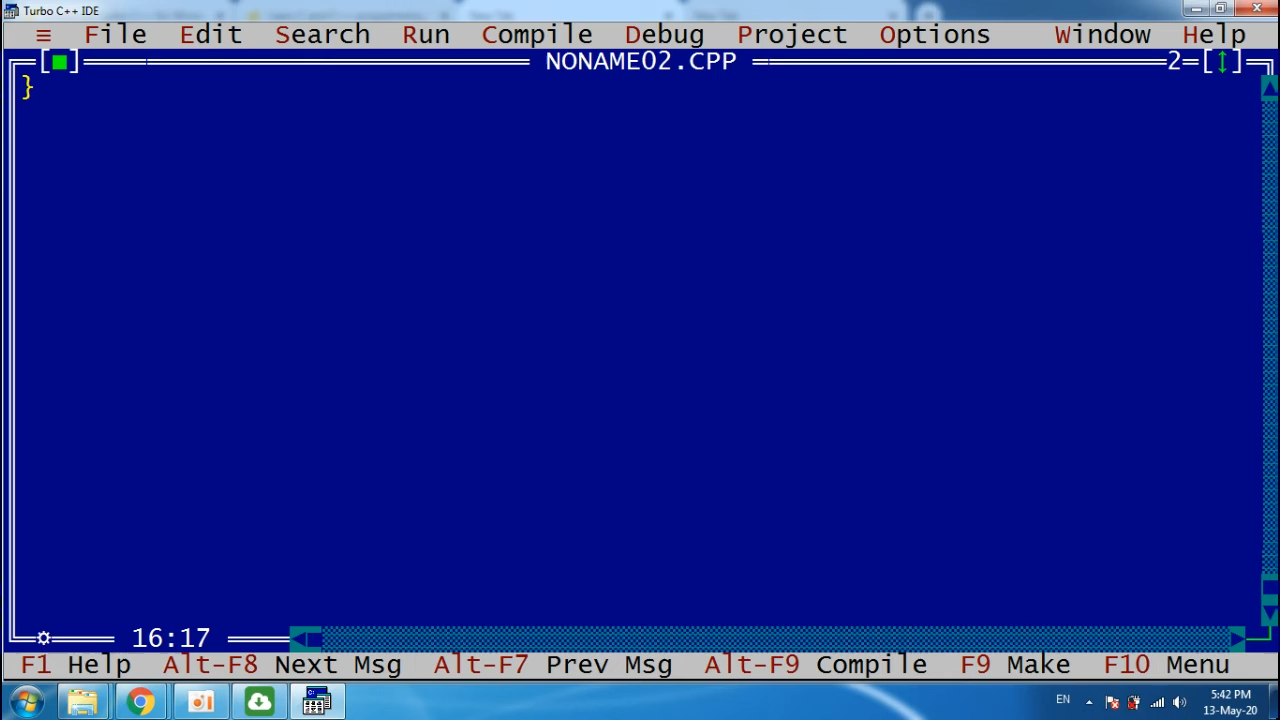 Turbo C++ IDE
≡ File Edit Search Run Compile Debug Project Options Window Help
[■] NONAME02.CPP 2=[↕]
}
16:17
F1 Help Alt-F8 Next Msg Alt-F7 Prev Msg Alt-F9 Compile F9 Make F10 Menu
EN 5:42 PM
13-May-20